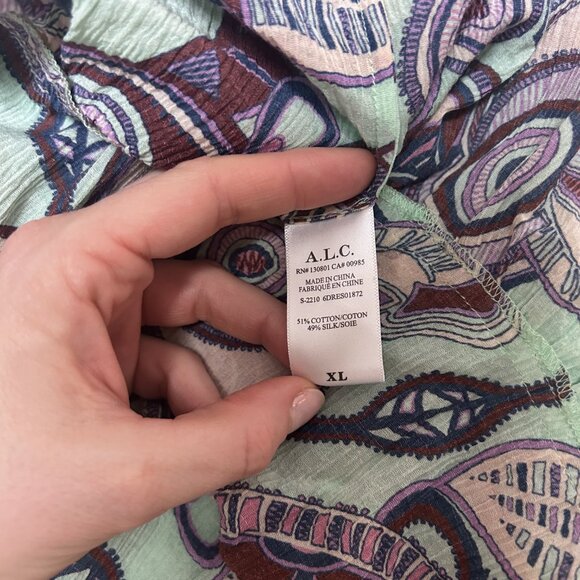 A.L.C.
RN# 130801 CA# 00985
MADE IN CHINA
FABRIQUÉ EN CHINE
S-2210 6DRES01872
51% COTTON/COTON
49% SILK/SOIE
XL